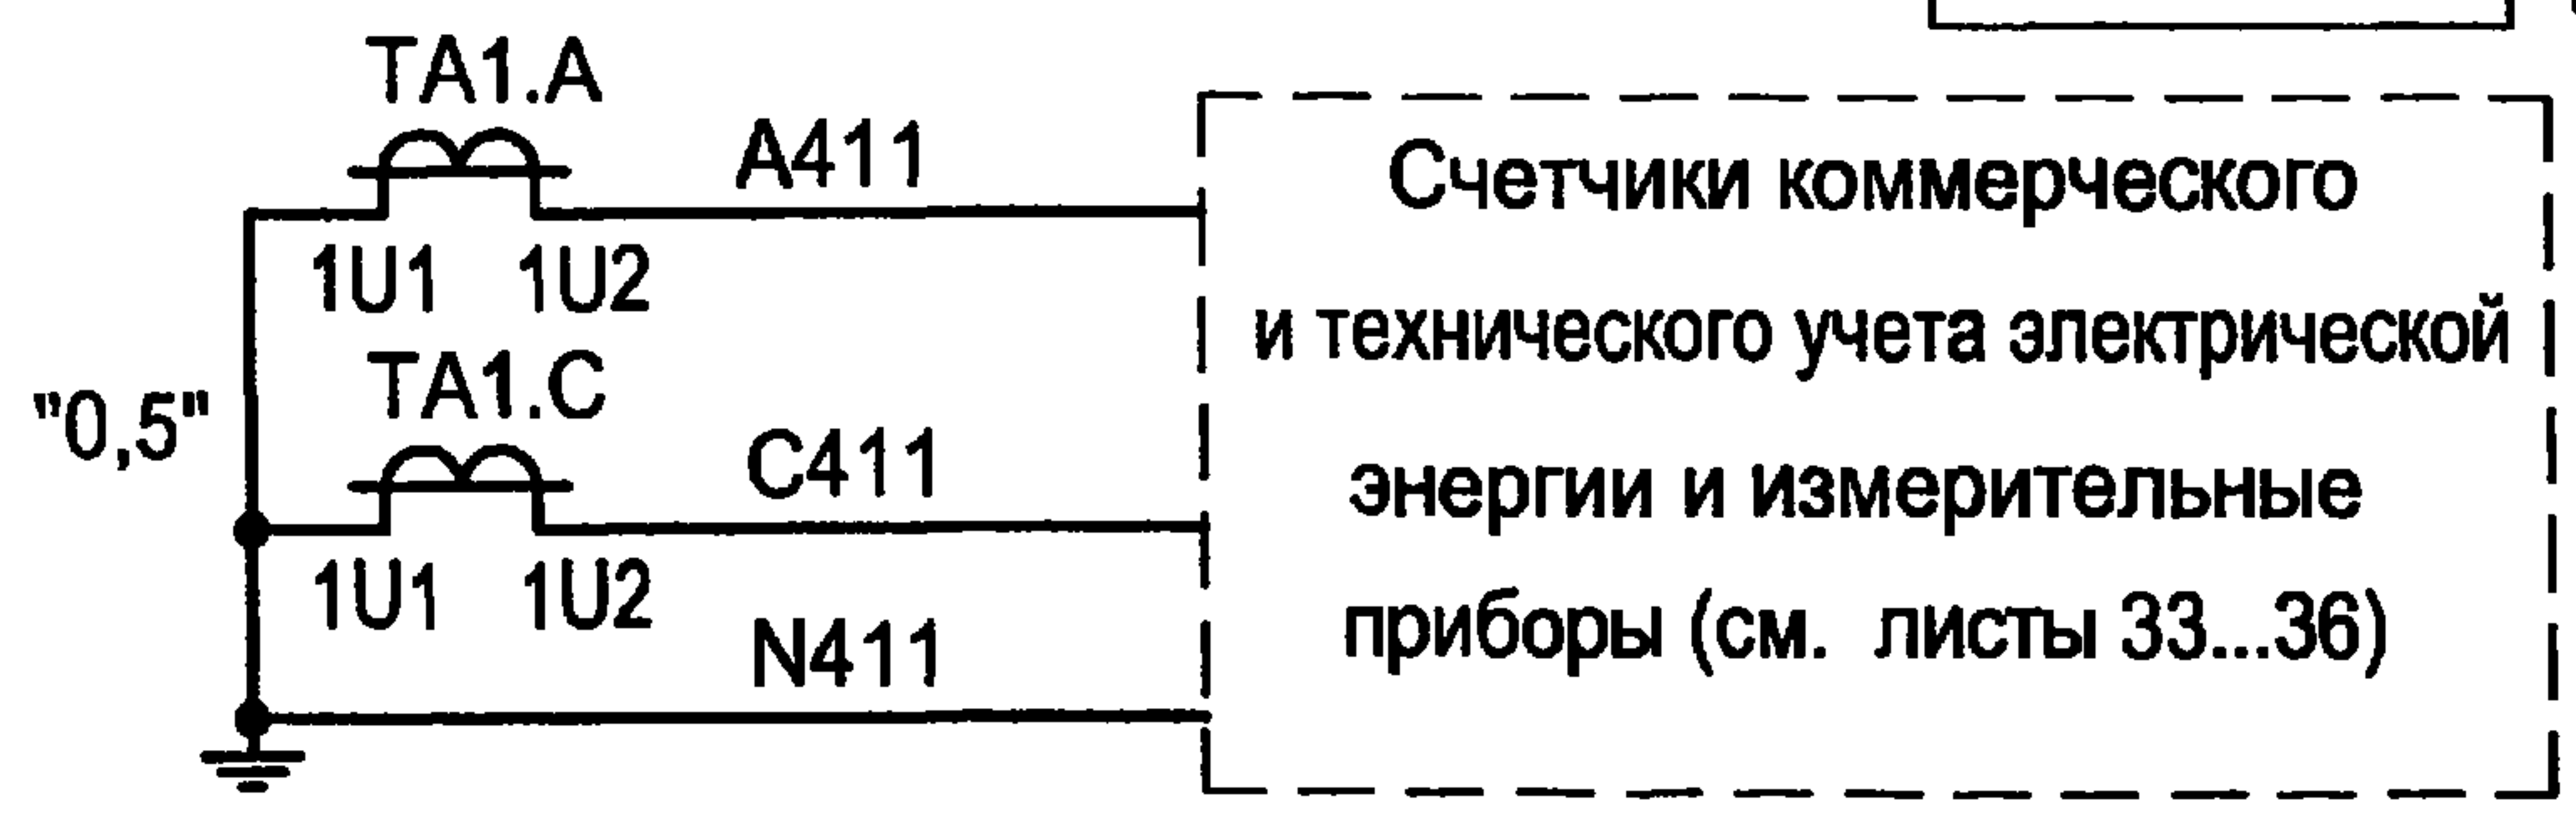 TA1.A
A411
1U1 1U2
"0,5"
TA1.C
C411
1U1 1U2
N411
Счетчики коммерческого
и технического учета электрической
энергии и измерительные
приборы (см. листы 33...36)